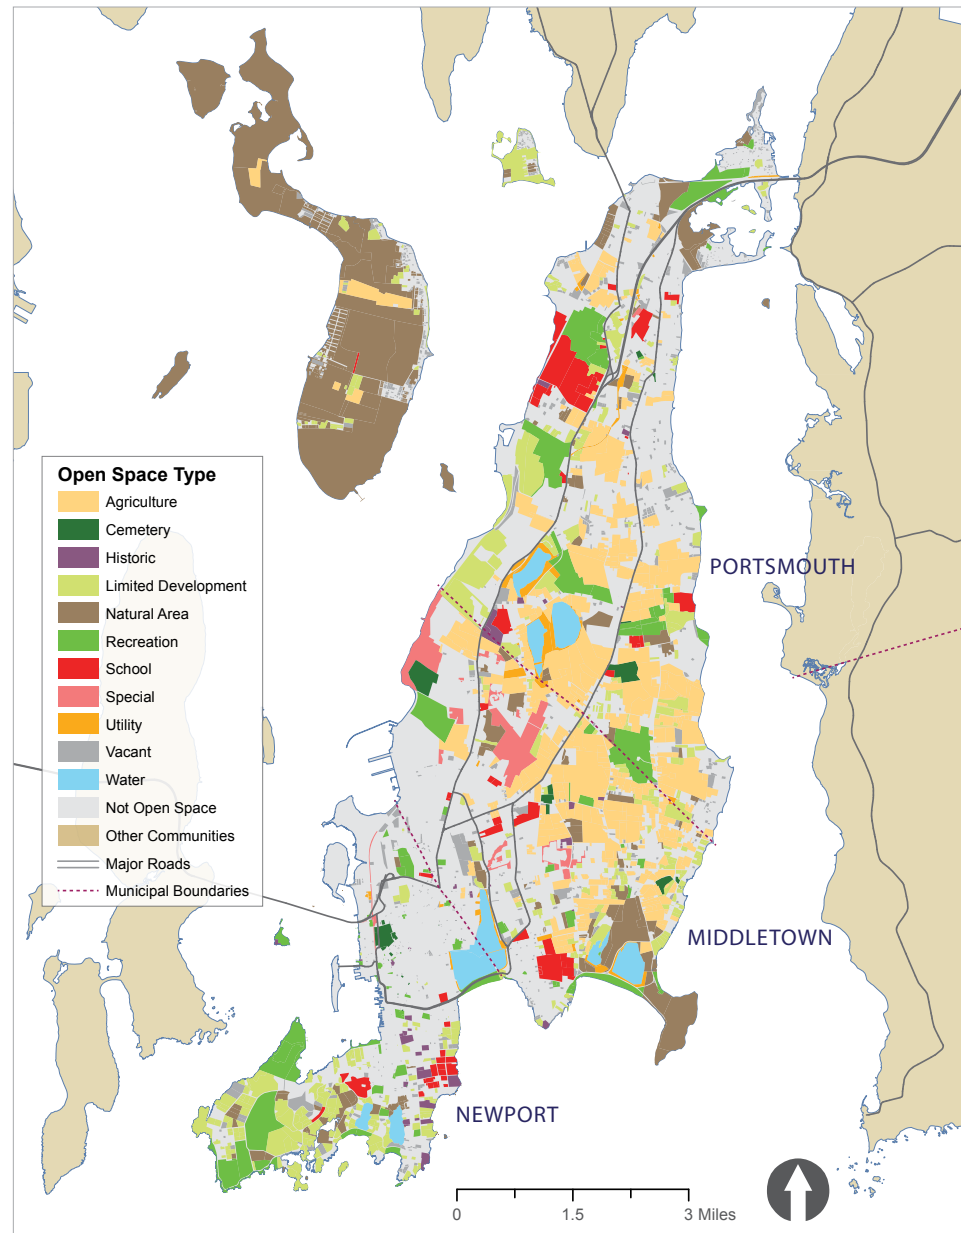 Open Space Type
Agriculture
Cemetery
Historic
Limited Development
Natural Area
Recreation
School
Special
Utility
Vacant
Water
Not Open Space
Other Communities
Major Roads
Municipal Boundaries
PORTSMOUTH
MIDDLETOWN
NEWPORT
0 1.5 3 Miles